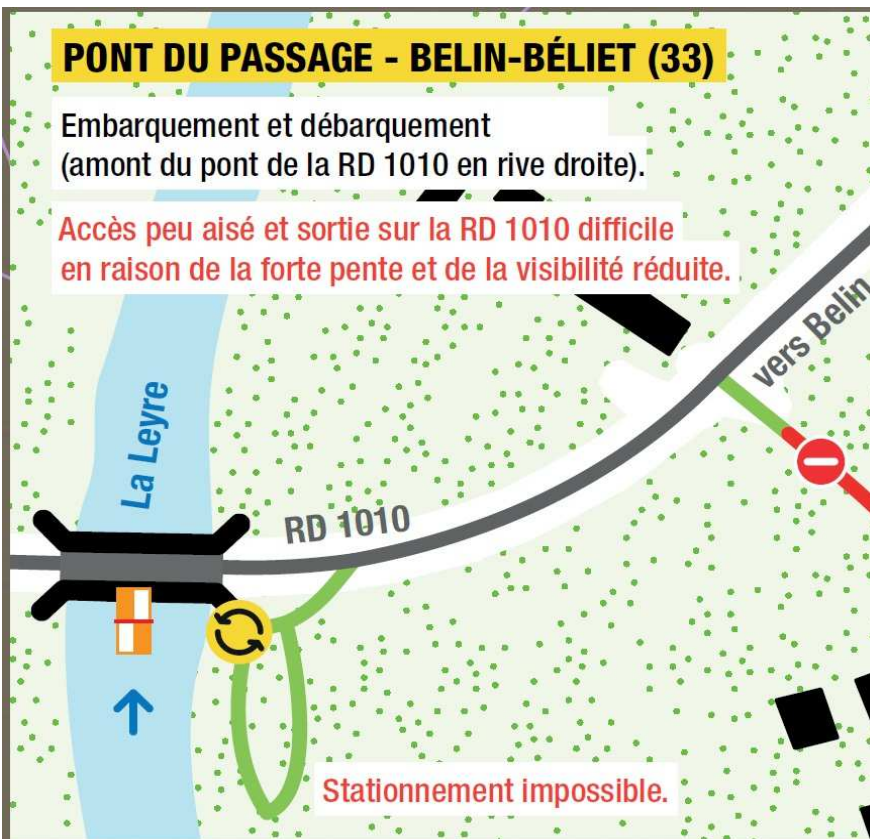 PONT DU PASSAGE - BELIN-BÉLIET (33)
Embarquement et débarquement
(amont du pont de la RD 1010 en rive droite).
Accès peu aisé et sortie sur la RD 1010 difficile
en raison de la forte pente et de la visibilité réduite.
vers Belin
La Leyre
RD 1010
Stationnement impossible.